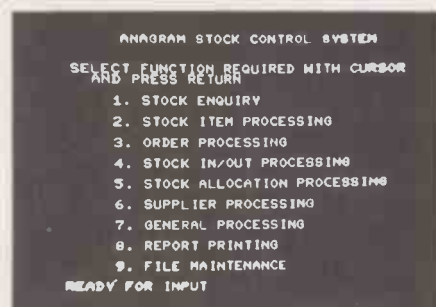 ANAGRAM STOCK CONTROL SYSTEM
SELECT FUNCTION REQUIRED WITH CURSOR
AND PRESS RETURN
1. STOCK ENQUIRY
2. STOCK ITEM PROCESSING
3. ORDER PROCESSING
4. STOCK IN/OUT PROCESSING
5. STOCK ALLOCATION PROCESSING
6. SUPPLIER PROCESSING
7. GENERAL PROCESSING
8. REPORT PRINTING
9. FILE MAINTENANCE
READY FOR INPUT